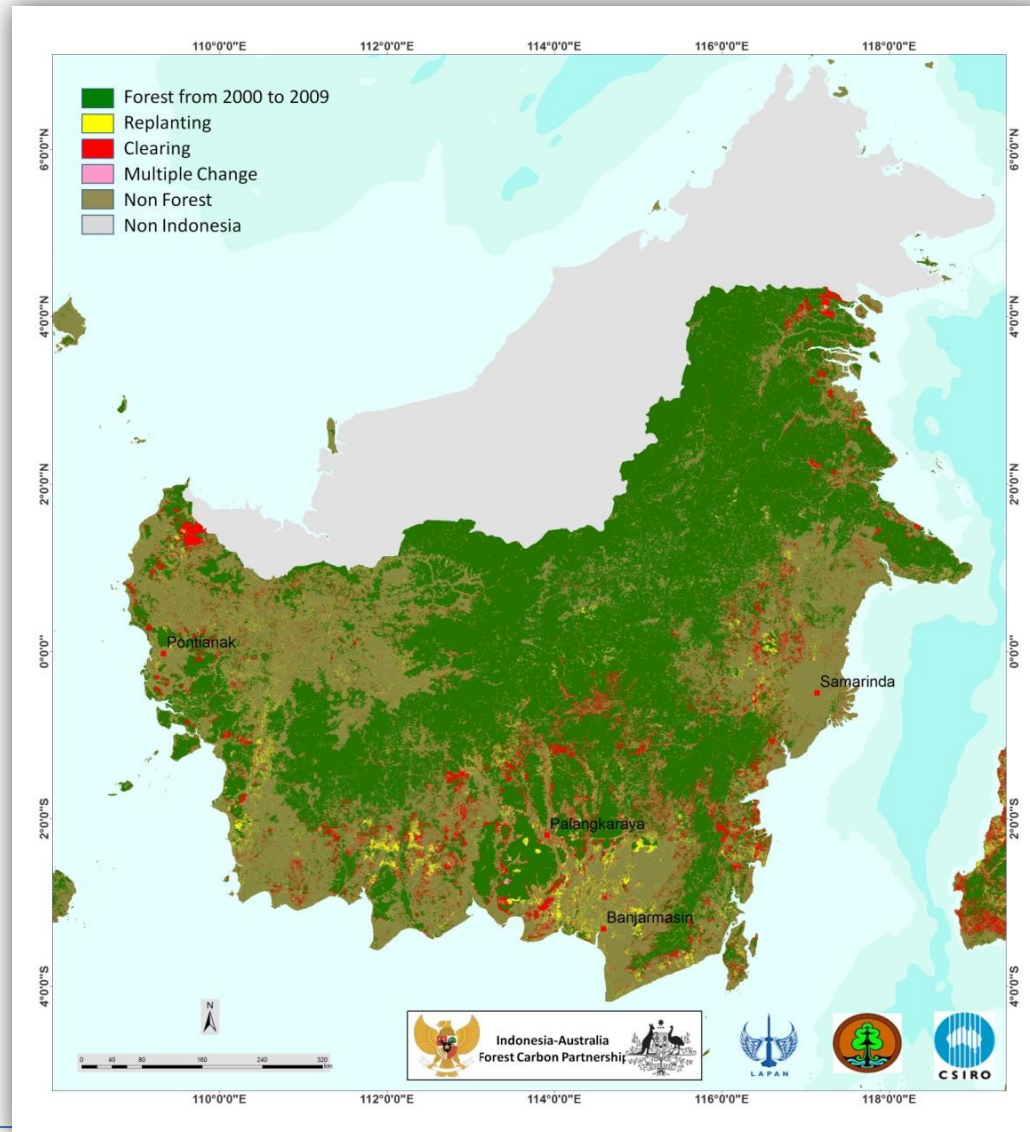 110°0'0"E 112°0'0"E 114°0'0"E 116°0'0"E 118°0'0"E
Forest from 2000 to 2009
Replanting
Clearing
Multiple Change
Non Forest
Non Indonesia
6°0'0"N 6°0'0"N
4°0'0"N 4°0'0"N
2°0'0"N 2°0'0"N
0°0'0" 0°0'0"
2°0'0"S 2°0'0"S
4°0'0"S 4°0'0"S
Pontianak
Samarinda
Palangkaraya
Banjarmasin
N
0 40 80 160 240 320
km
Indonesia-Australia
Forest Carbon Partnership
LAPAN
CSIRO
110°0'0"E 112°0'0"E 114°0'0"E 116°0'0"E 118°0'0"E